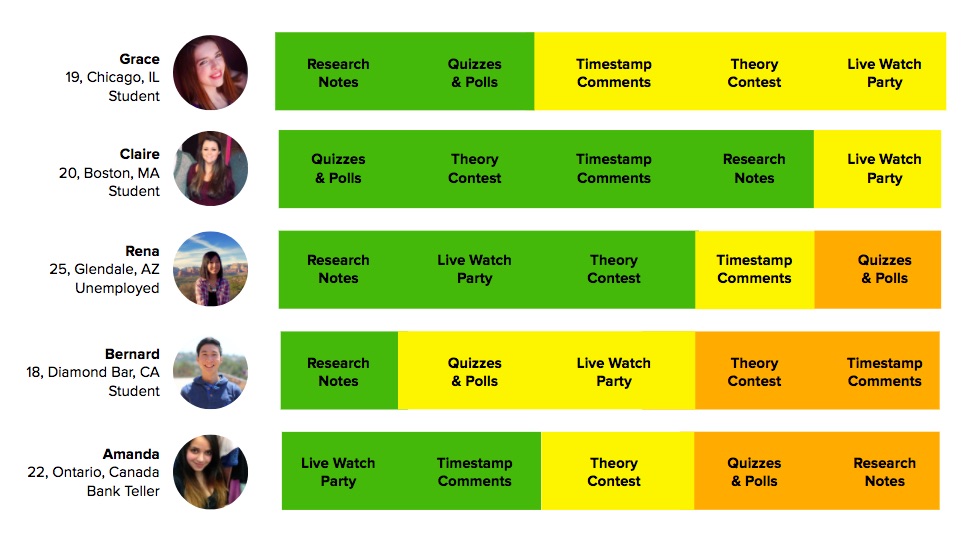 Grace
19, Chicago, IL
Student
Research Notes
Quizzes & Polls
Timestamp Comments
Theory Contest
Live Watch Party
Claire
20, Boston, MA
Student
Quizzes & Polls
Theory Contest
Timestamp Comments
Research Notes
Live Watch Party
Rena
25, Glendale, AZ
Unemployed
Research Notes
Live Watch Party
Theory Contest
Timestamp Comments
Quizzes & Polls
Bernard
18, Diamond Bar, CA
Student
Research Notes
Quizzes & Polls
Live Watch Party
Theory Contest
Timestamp Comments
Amanda
22, Ontario, Canada
Bank Teller
Live Watch Party
Timestamp Comments
Theory Contest
Quizzes & Polls
Research Notes